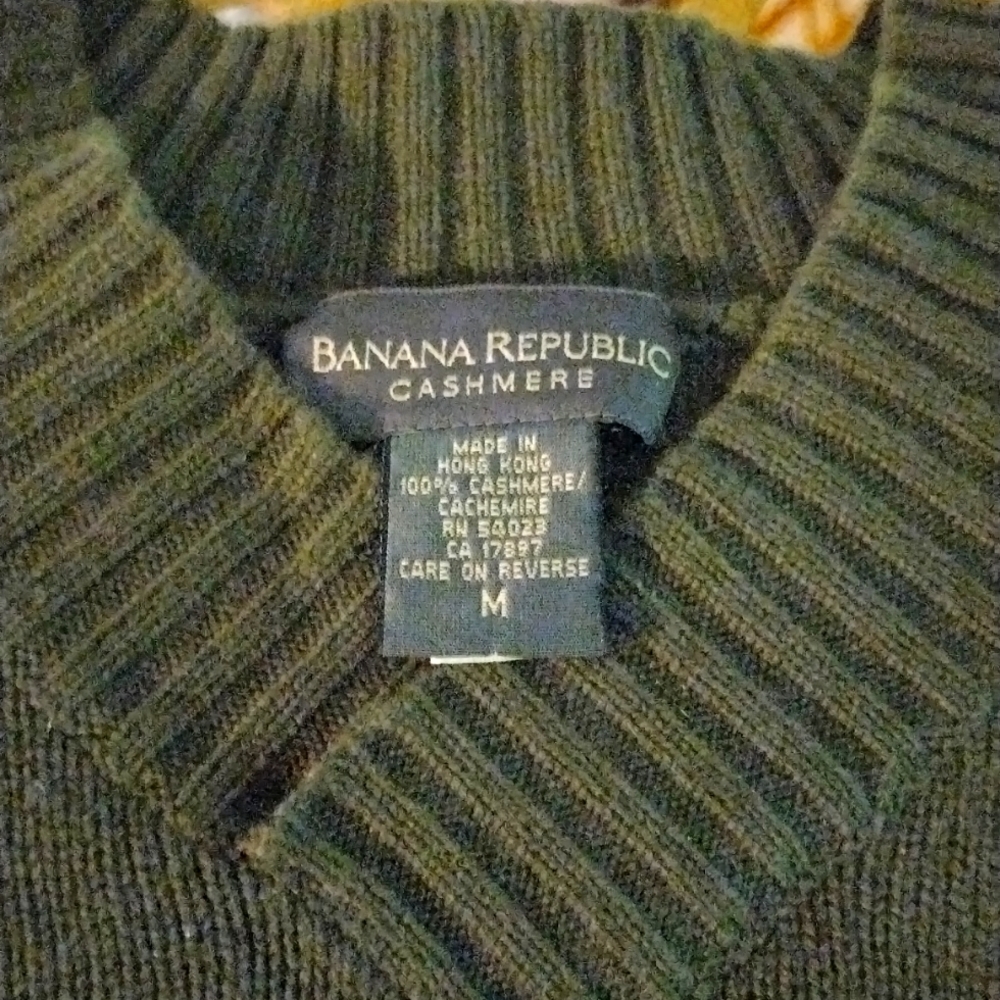 BANANA REPUBLIC
CASHMERE
MADE IN
HONG KONG
100% CASHMERE/
CACHEMIRE
RN 54023
CA 17897
CARE ON REVERSE
M